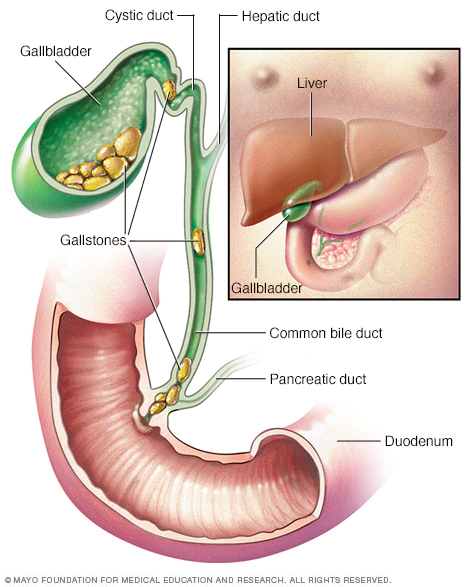 Cystic duct
Hepatic duct
Gallbladder
Liver
Gallstones
Gallbladder
Common bile duct
Pancreatic duct
Duodenum
© MAYO FOUNDATION FOR MEDICAL EDUCATION AND RESEARCH. ALL RIGHTS RESERVED.